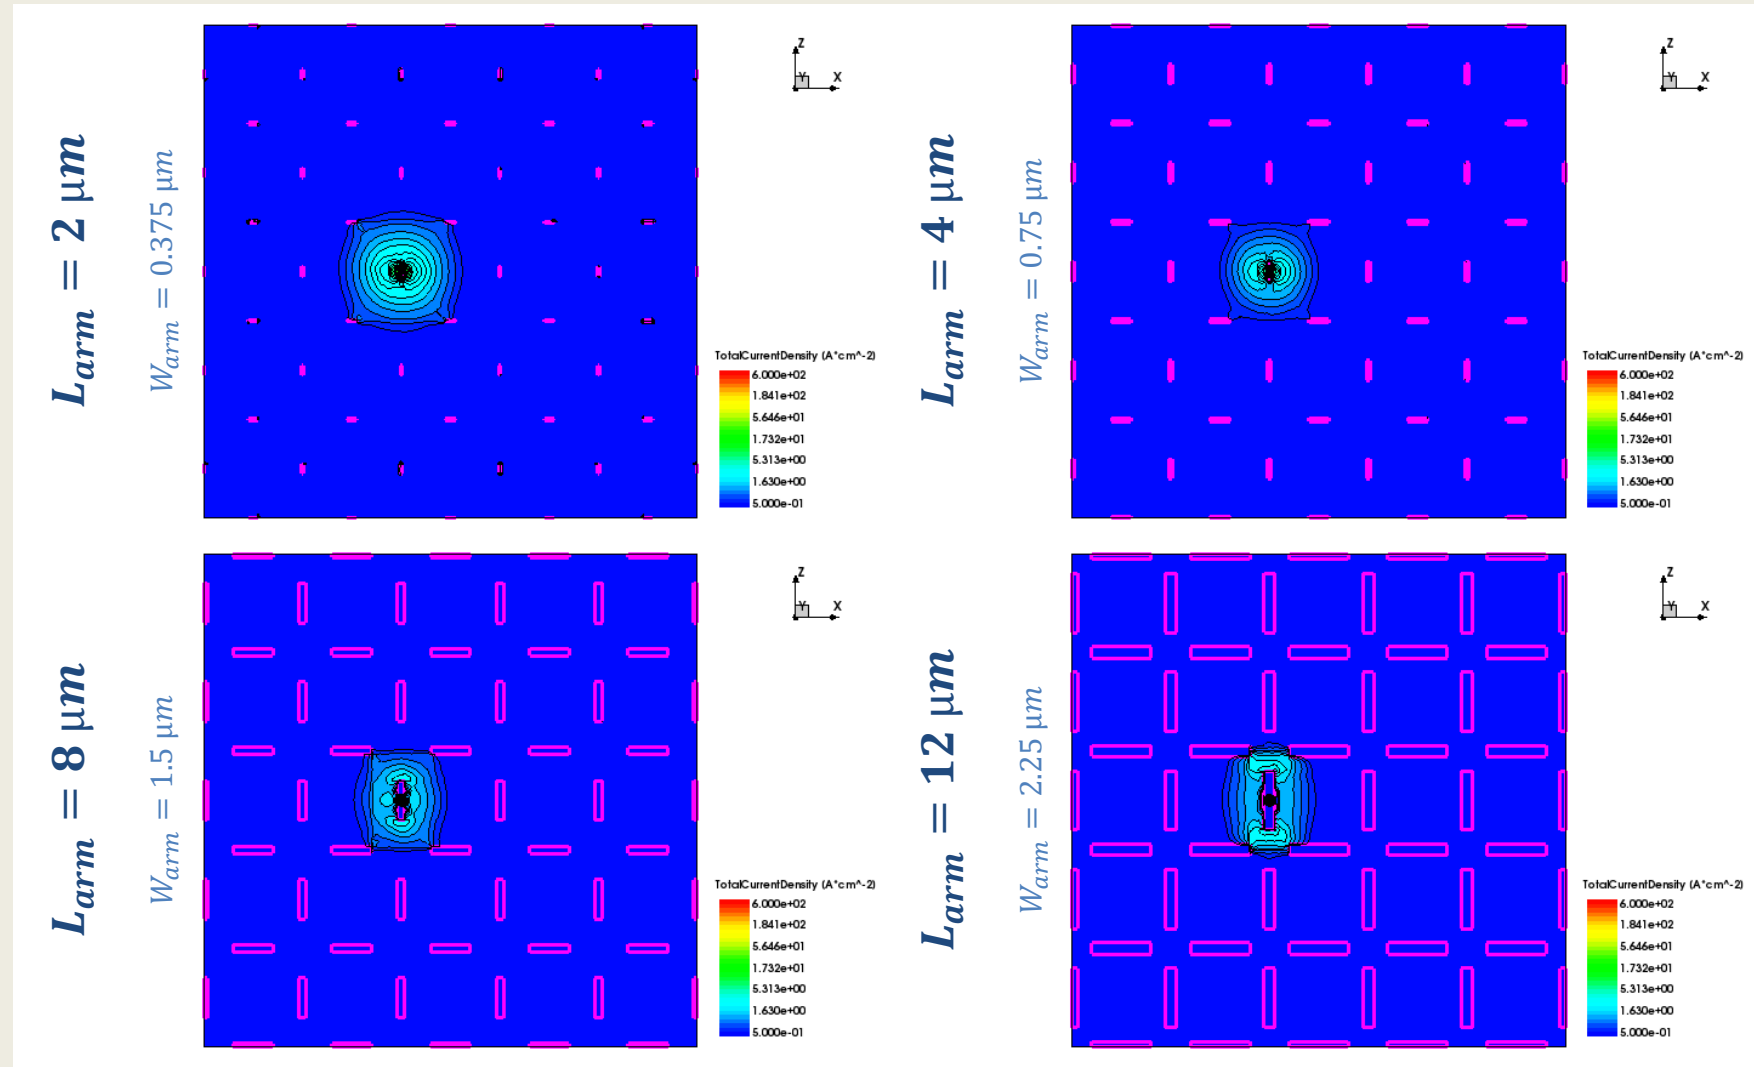 L_arm = 2 μm
W_arm = 0.375 μm
Z
Y
X
TotalCurrentDensity (A*cm^-2)
6.000e+02
1.841e+02
5.646e+01
1.732e+01
5.313e+00
1.630e+00
5.000e-01
L_arm = 4 μm
W_arm = 0.75 μm
Z
Y
X
TotalCurrentDensity (A*cm^-2)
6.000e+02
1.841e+02
5.646e+01
1.732e+01
5.313e+00
1.630e+00
5.000e-01
L_arm = 8 μm
W_arm = 1.5 μm
Z
Y
X
TotalCurrentDensity (A*cm^-2)
6.000e+02
1.841e+02
5.646e+01
1.732e+01
5.313e+00
1.630e+00
5.000e-01
L_arm = 12 μm
W_arm = 2.25 μm
Z
Y
X
TotalCurrentDensity (A*cm^-2)
6.000e+02
1.841e+02
5.646e+01
1.732e+01
5.313e+00
1.630e+00
5.000e-01